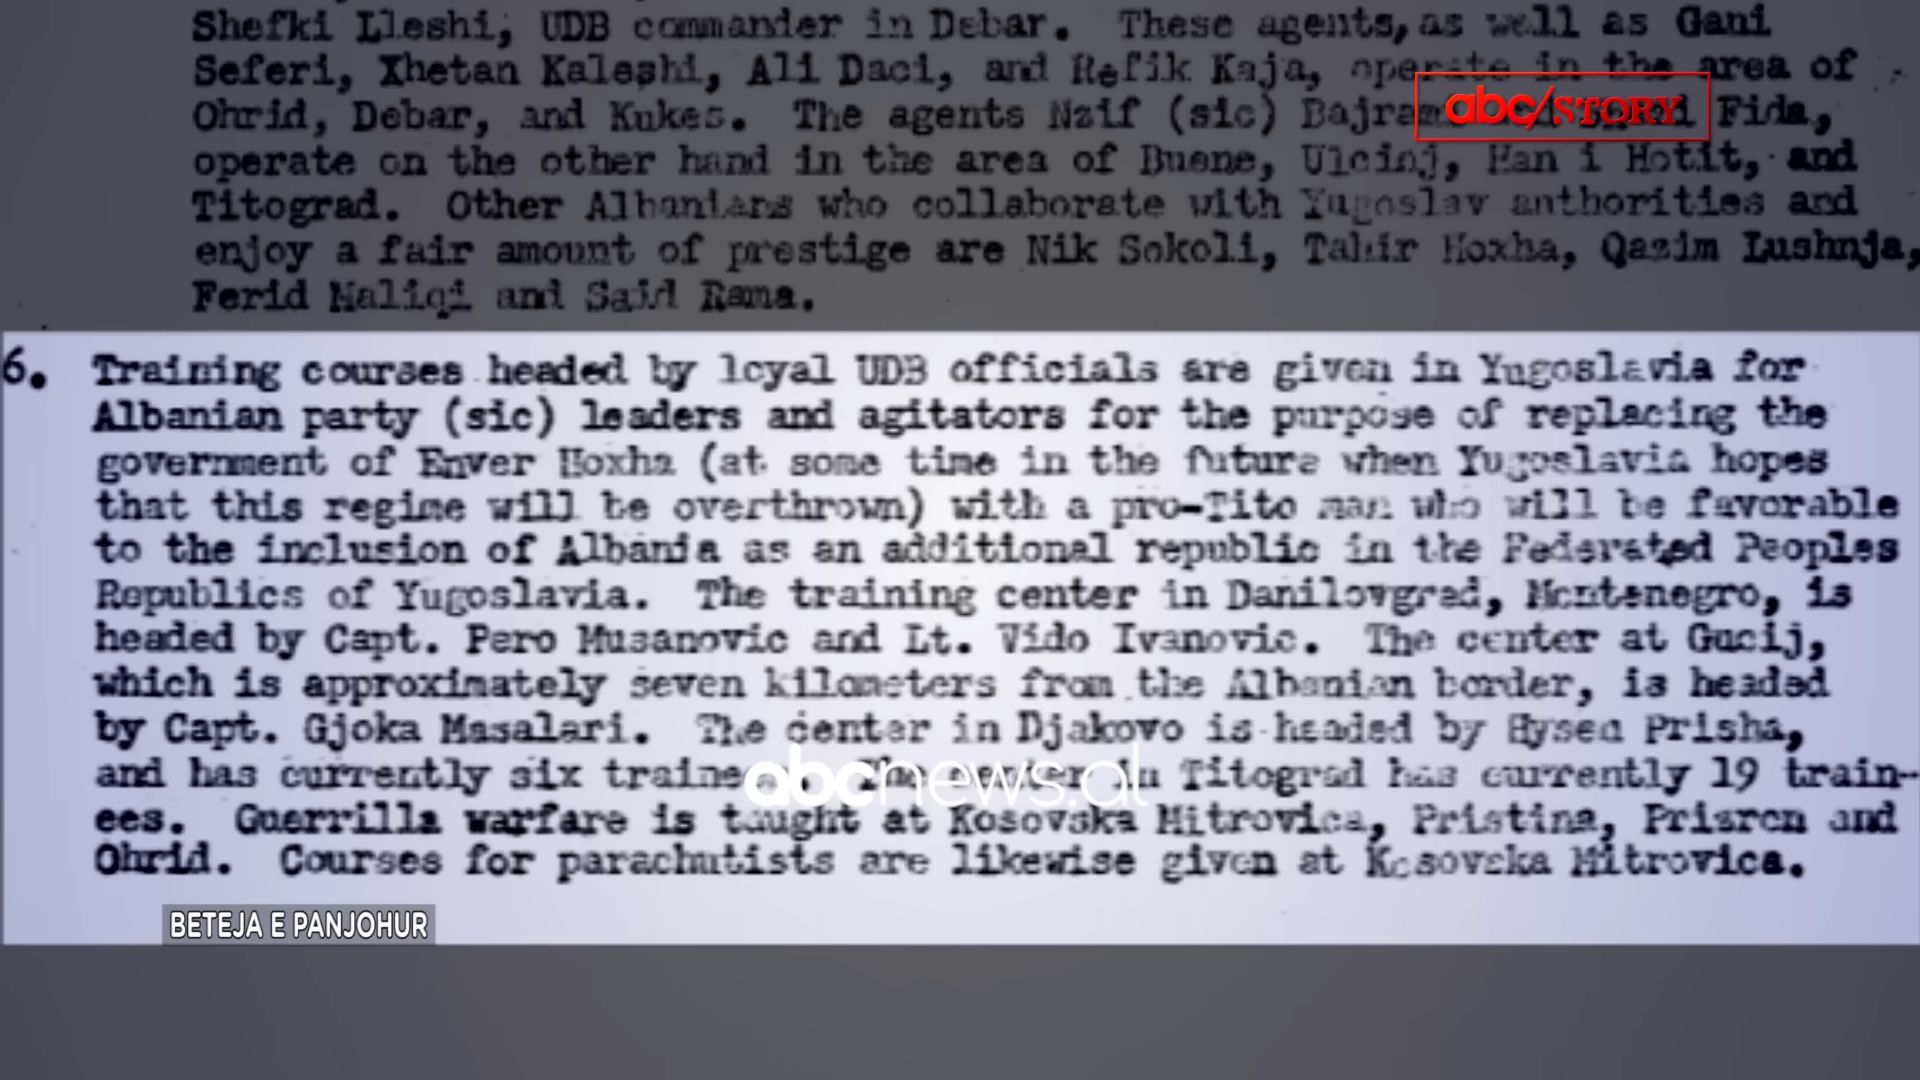 Shefki Lleshi, UDB commander in Debar. These agents, as well as Gani
Seferi, Xhetan Kaleshi, Ali Daci, and Refik Kaja, operate in the area of
Ohrid, Debar, and Kukes. The agents Nzif (sic) Fida,
abc/STORY
operate on the other hand in the area of Buene, Ulcinj, Han i Hotit, and
Titograd. Other Albanians who collaborate with Yugoslav authorities and
enjoy a fair amount of prestige are Nik Sokoli, Tahir Hoxha, Qazim Lushnja,
Ferid Maliqi and Said Rama.
6. Training courses headed by loyal UDB officials are given in Yugoslavia for
Albanian party (sic) leaders and agitators for the purpose of replacing the
government of Enver Hoxha (at some time in the future when Yugoslavia hopes
that this regime will be overthrown) with a pro-Tito man who will be favorable
to the inclusion of Albania as an additional republic in the Federated Peoples
Republics of Yugoslavia. The training center in Danilovgrad, Montenegro, is
headed by Capt. Pero Musanovic and Lt. Vido Ivanovic. The center at Gucij,
which is approximately seven kilometers from the Albanian border, is headed
by Capt. Gjoka Masalari. The center in Djakovo is headed by Hysen Prisha,
and has currently six trainees. The center in Titograd has currently 19 train-
abcnews.al
ees. Guerrilla warfare is taught at Kosovska Mitrovica, Pristina, Prizren and
Ohrid. Courses for parachutists are likewise given at Kosovska Mitrovica.
BETEJA E PANJOHUR